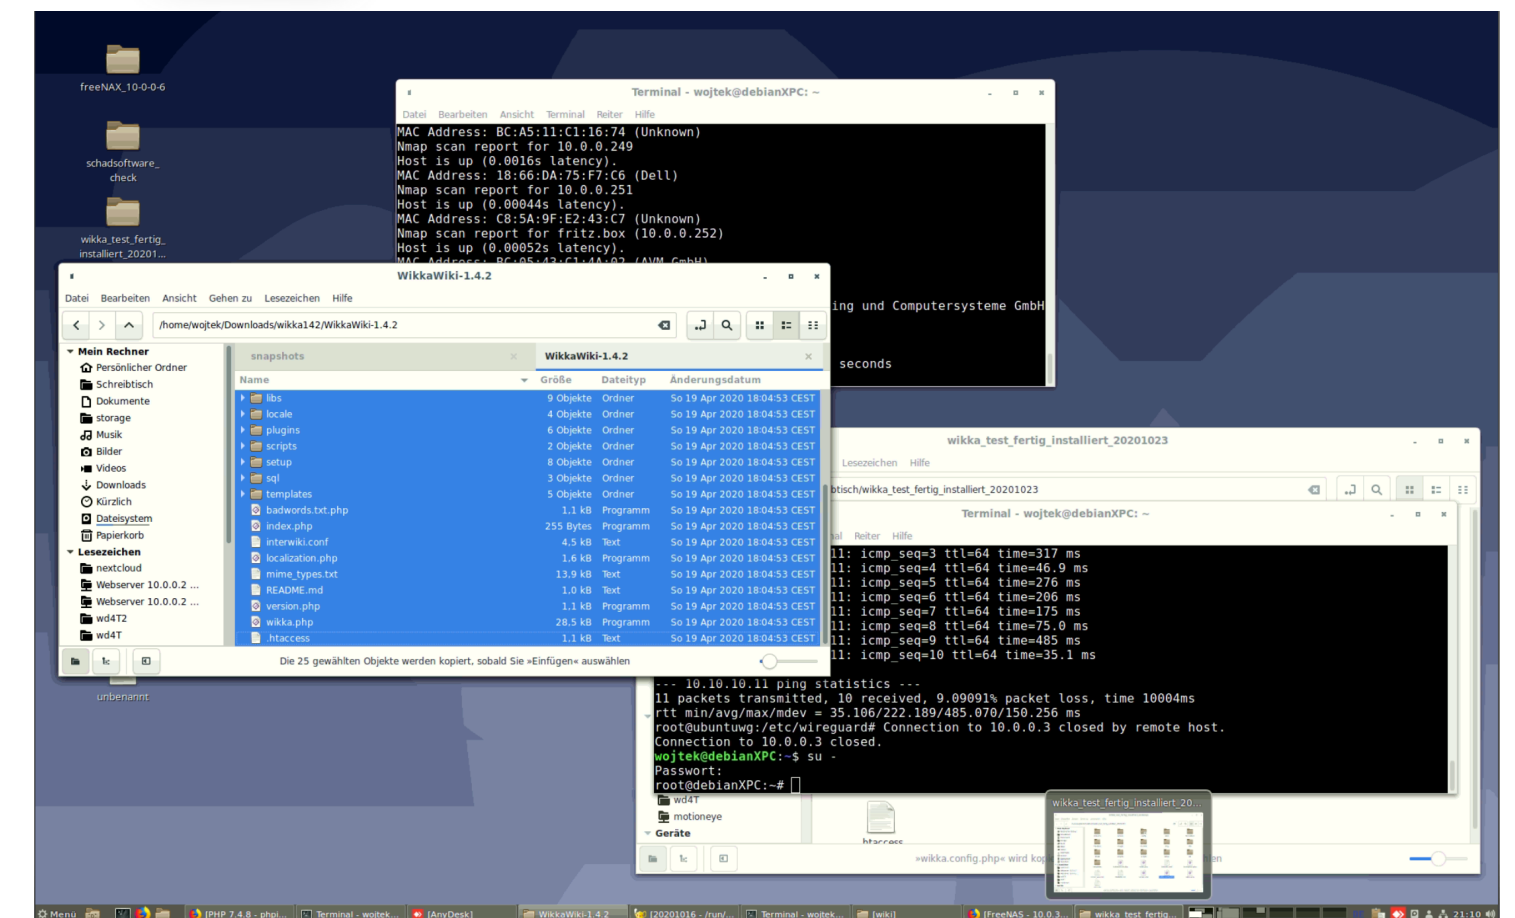 freeNAX_10-0-0-6
schadsoftware_
check
wikka_test_fertig_
installiert_20201...
unbenannt
Terminal - wojtek@debianXPC: ~
Datei Bearbeiten Ansicht Terminal Reiter Hilfe
MAC Address: BC:A5:11:C1:16:74 (Unknown)
Nmap scan report for 10.0.0.249
Host is up (0.0016s latency).
MAC Address: 18:66:DA:75:F7:C6 (Dell)
Nmap scan report for 10.0.0.251
Host is up (0.00044s latency).
MAC Address: C8:5A:9F:E2:43:C7 (Unknown)
Nmap scan report for fritz.box (10.0.0.252)
Host is up (0.00052s latency).
MAC Address: BC:05:43:C1:4A:02 (AVM GmbH)
ing und Computersysteme GmbH
seconds
WikkaWiki-1.4.2
Datei Bearbeiten Ansicht Gehen zu Lesezeichen Hilfe
/home/wojtek/Downloads/wikka142/WikkaWiki-1.4.2
Mein Rechner
Persönlicher Ordner
Schreibtisch
Dokumente
storage
Musik
Bilder
Videos
Downloads
Kürzlich
Dateisystem
Papierkorb
Lesezeichen
nextcloud
Webserver 10.0.0.2 ...
Webserver 10.0.0.2 ...
wd4T2
wd4T
snapshots WikkaWiki-1.4.2
Name Größe Dateityp Änderungsdatum
libs 9 Objekte Ordner So 19 Apr 2020 18:04:53 CEST
locale 4 Objekte Ordner So 19 Apr 2020 18:04:53 CEST
plugins 6 Objekte Ordner So 19 Apr 2020 18:04:53 CEST
scripts 2 Objekte Ordner So 19 Apr 2020 18:04:53 CEST
setup 8 Objekte Ordner So 19 Apr 2020 18:04:53 CEST
sql 3 Objekte Ordner So 19 Apr 2020 18:04:53 CEST
templates 5 Objekte Ordner So 19 Apr 2020 18:04:53 CEST
badwords.txt.php 1,1 kB Programm So 19 Apr 2020 18:04:53 CEST
index.php 255 Bytes Programm So 19 Apr 2020 18:04:53 CEST
interwiki.conf 4,5 kB Text So 19 Apr 2020 18:04:53 CEST
localization.php 1,6 kB Programm So 19 Apr 2020 18:04:53 CEST
mime_types.txt 13,9 kB Text So 19 Apr 2020 18:04:53 CEST
README.md 1,0 kB Text So 19 Apr 2020 18:04:53 CEST
version.php 1,1 kB Programm So 19 Apr 2020 18:04:53 CEST
wikka.php 28,5 kB Programm So 19 Apr 2020 18:04:53 CEST
.htaccess 1,1 kB Text So 19 Apr 2020 18:04:53 CEST
Die 25 gewählten Objekte werden kopiert, sobald Sie »Einfügen« auswählen
wikka_test_fertig_installiert_20201023
Lesezeichen Hilfe
btisch/wikka_test_fertig_installiert_20201023
Terminal - wojtek@debianXPC: ~
nal Reiter Hilfe
11: icmp_seq=3 ttl=64 time=317 ms
11: icmp_seq=4 ttl=64 time=46.9 ms
11: icmp_seq=5 ttl=64 time=276 ms
11: icmp_seq=6 ttl=64 time=206 ms
11: icmp_seq=7 ttl=64 time=175 ms
11: icmp_seq=8 ttl=64 time=75.0 ms
11: icmp_seq=9 ttl=64 time=485 ms
11: icmp_seq=10 ttl=64 time=35.1 ms
--- 10.10.10.11 ping statistics ---
11 packets transmitted, 10 received, 9.09091% packet loss, time 10004ms
rtt min/avg/max/mdev = 35.106/222.189/485.070/150.256 ms
root@ubuntuwg:/etc/wireguard# Connection to 10.0.0.3 closed by remote host.
Connection to 10.0.0.3 closed.
wojtek@debianXPC:~$ su -
Passwort:
root@debianXPC:~#
wd4T
motioneye
Geräte
htaccess
»wikka.config.php« wird kop
len
wikka_test_fertig_installiert_20...
Menü [PHP 7.4.8 - phpi... Terminal - wojtek... [AnyDesk] WikkaWiki-1.4.2 [20201016 - /run/... Terminal - wojtek... [wiki] [FreeNAS - 10.0.3... wikka_test_fertig... 21:10